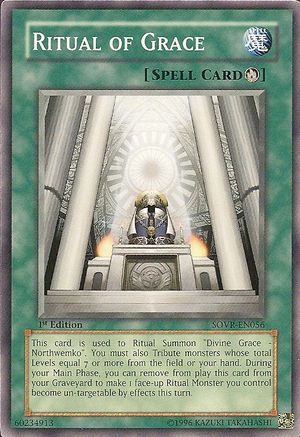 RITUAL OF GRACE
魔
[SPELL CARD]
1st Edition
SOVR-EN056
This card is used to Ritual Summon "Divine Grace -
Northwemko". You must also Tribute monsters whose total
Levels equal 7 or more from the field or your hand. During
your Main Phase, you can remove from play this card from
your Graveyard to make 1 face-up Ritual Monster you control
become un-targetable by effects this turn.
60234913
©1996 KAZUKI TAKAHASHI